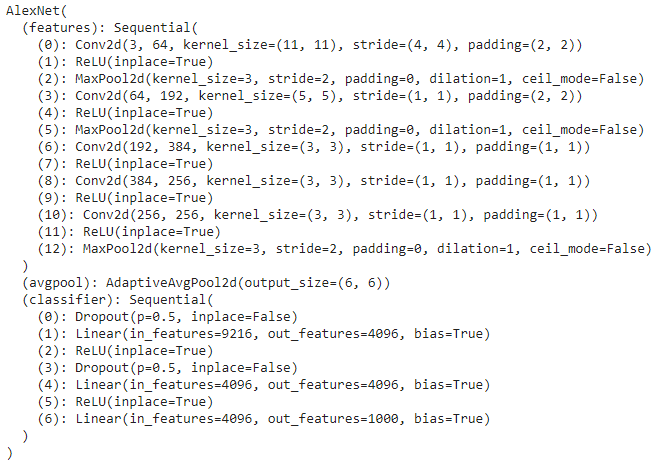 AlexNet(
  (features): Sequential(
    (0): Conv2d(3, 64, kernel_size=(11, 11), stride=(4, 4), padding=(2, 2))
    (1): ReLU(inplace=True)
    (2): MaxPool2d(kernel_size=3, stride=2, padding=0, dilation=1, ceil_mode=False)
    (3): Conv2d(64, 192, kernel_size=(5, 5), stride=(1, 1), padding=(2, 2))
    (4): ReLU(inplace=True)
    (5): MaxPool2d(kernel_size=3, stride=2, padding=0, dilation=1, ceil_mode=False)
    (6): Conv2d(192, 384, kernel_size=(3, 3), stride=(1, 1), padding=(1, 1))
    (7): ReLU(inplace=True)
    (8): Conv2d(384, 256, kernel_size=(3, 3), stride=(1, 1), padding=(1, 1))
    (9): ReLU(inplace=True)
    (10): Conv2d(256, 256, kernel_size=(3, 3), stride=(1, 1), padding=(1, 1))
    (11): ReLU(inplace=True)
    (12): MaxPool2d(kernel_size=3, stride=2, padding=0, dilation=1, ceil_mode=False)
  )
  (avgpool): AdaptiveAvgPool2d(output_size=(6, 6))
  (classifier): Sequential(
    (0): Dropout(p=0.5, inplace=False)
    (1): Linear(in_features=9216, out_features=4096, bias=True)
    (2): ReLU(inplace=True)
    (3): Dropout(p=0.5, inplace=False)
    (4): Linear(in_features=4096, out_features=4096, bias=True)
    (5): ReLU(inplace=True)
    (6): Linear(in_features=4096, out_features=1000, bias=True)
  )
)